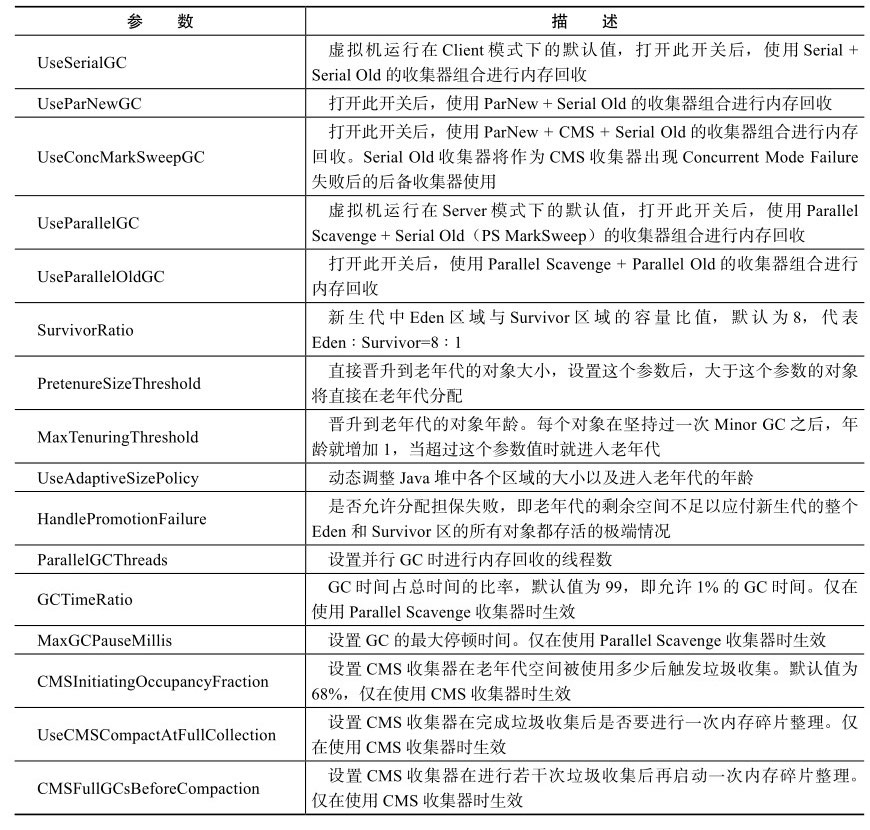 参 数 描 述
UseSerialGC
虚拟机运行在 Client 模式下的默认值，打开此开关后，使用 Serial +
Serial Old 的收集器组合进行内存回收
UseParNewGC
打开此开关后，使用 ParNew + Serial Old 的收集器组合进行内存回收
UseConcMarkSweepGC
打开此开关后，使用 ParNew + CMS + Serial Old 的收集器组合进行内存
回收。Serial Old 收集器将作为 CMS 收集器出现 Concurrent Mode Failure
失败后的后备收集器使用
UseParallelGC
虚拟机运行在 Server 模式下的默认值，打开此开关后，使用 Parallel
Scavenge + Serial Old（PS MarkSweep）的收集器组合进行内存回收
UseParallelOldGC
打开此开关后，使用 Parallel Scavenge + Parallel Old 的收集器组合进行
内存回收
SurvivorRatio
新生代中 Eden 区域与 Survivor 区域的容量比值，默认为 8，代表
Eden：Survivor=8：1
PretenureSizeThreshold
直接晋升到老年代的对象大小，设置这个参数后，大于这个参数的对象
将直接在老年代分配
MaxTenuringThreshold
晋升到老年代的对象年龄。每个对象在坚持过一次 Minor GC 之后，年
龄就增加 1，当超过这个参数值时就进入老年代
UseAdaptiveSizePolicy
动态调整 Java 堆中各个区域的大小以及进入老年代的年龄
HandlePromotionFailure
是否允许分配担保失败，即老年代的剩余空间不足以应付新生代的整个
Eden 和 Survivor 区的所有对象都存活的极端情况
ParallelGCThreads
设置并行 GC 时进行内存回收的线程数
GCTimeRatio
GC 时间占总时间的比率，默认值为 99，即允许 1% 的 GC 时间。仅在
使用 Parallel Scavenge 收集器时生效
MaxGCPauseMillis
设置 GC 的最大停顿时间。仅在使用 Parallel Scavenge 收集器时生效
CMSInitiatingOccupancyFraction
设置 CMS 收集器在老年代空间被使用多少后触发垃圾收集。默认值为
68%，仅在使用 CMS 收集器时生效
UseCMSCompactAtFullCollection
设置 CMS 收集器在完成垃圾收集后是否要进行一次内存碎片整理。仅
在使用 CMS 收集器时生效
CMSFullGCsBeforeCompaction
设置 CMS 收集器在进行若干次垃圾收集后再启动一次内存碎片整理。
仅在使用 CMS 收集器时生效